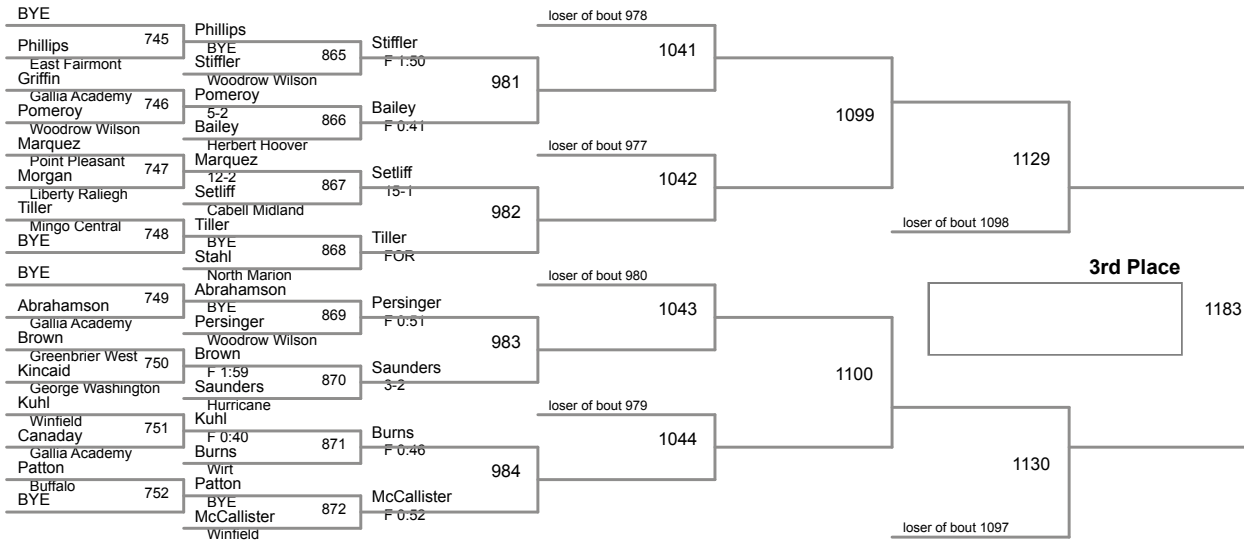 BYE
745
Phillips
East Fairmont
Griffin
Gallia Academy
746
Pomeroy
Woodrow Wilson
Marquez
Point Pleasant
747
Morgan
Liberty Raliegh
Tiller
Mingo Central
748
BYE
BYE
749
Abrahamson
Gallia Academy
Brown
Greenbrier West
750
Kincaid
George Washington
Kuhl
Winfield
751
Canaday
Gallia Academy
Patton
Buffalo
752
BYE
Phillips
BYE
865
Stiffler
Woodrow Wilson
Pomeroy
5-2
866
Bailey
Herbert Hoover
Marquez
12-2
867
Setliff
Cabell Midland
Tiller
BYE
868
Stahl
North Marion
Abrahamson
BYE
869
Persinger
Woodrow Wilson
Brown
F 1:59
870
Saunders
Hurricane
Kuhl
F 0:40
871
Burns
Wirt
Patton
BYE
872
McCallister
Winfield
Stiffler
F 1:50
981
Bailey
F 0:41
Setliff
15-1
982
Tiller
FOR
Persinger
F 0:51
983
Saunders
3-2
Burns
F 0:46
984
McCallister
F 0:52
loser of bout 978
1041
loser of bout 977
1042
loser of bout 980
1043
loser of bout 979
1044
1099
1100
1129
loser of bout 1098
1130
loser of bout 1097
3rd Place
1183